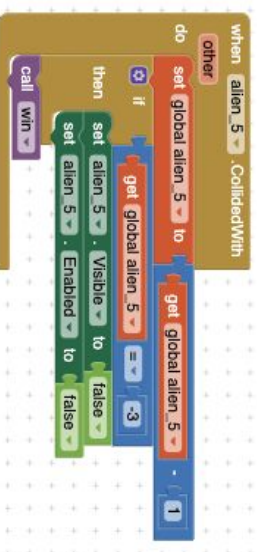 when alien_5 .CollidedWith
other
do set global alien_5 to get global alien_5 - 1
if get global alien_5 = -3
then set alien_5 . Visible to false
set alien_5 . Enabled to false
call win